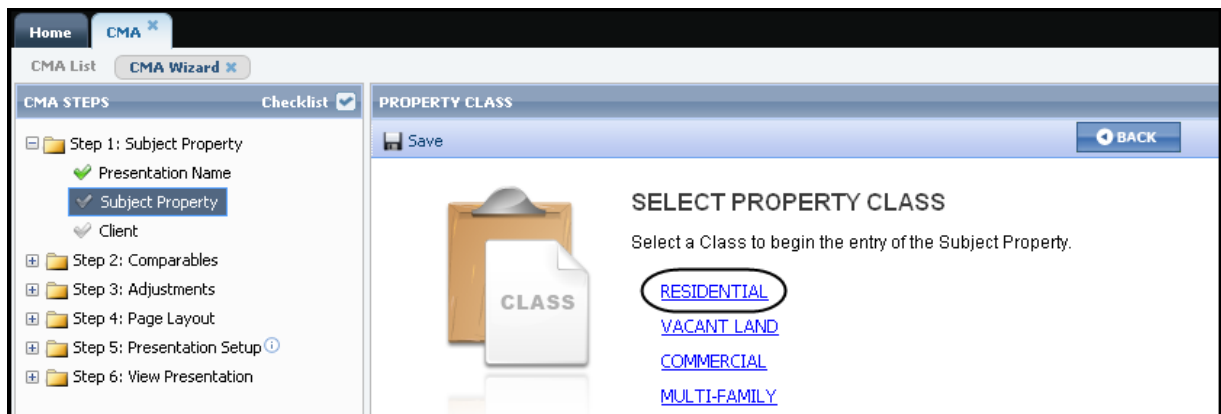 Home CMA
CMA List CMA Wizard
CMA STEPS Checklist
PROPERTY CLASS
Step 1: Subject Property
Presentation Name
Subject Property
Client
Step 2: Comparables
Step 3: Adjustments
Step 4: Page Layout
Step 5: Presentation Setup
Step 6: View Presentation
Save
BACK
CLASS
SELECT PROPERTY CLASS
Select a Class to begin the entry of the Subject Property.
RESIDENTIAL
VACANT LAND
COMMERCIAL
MULTI-FAMILY